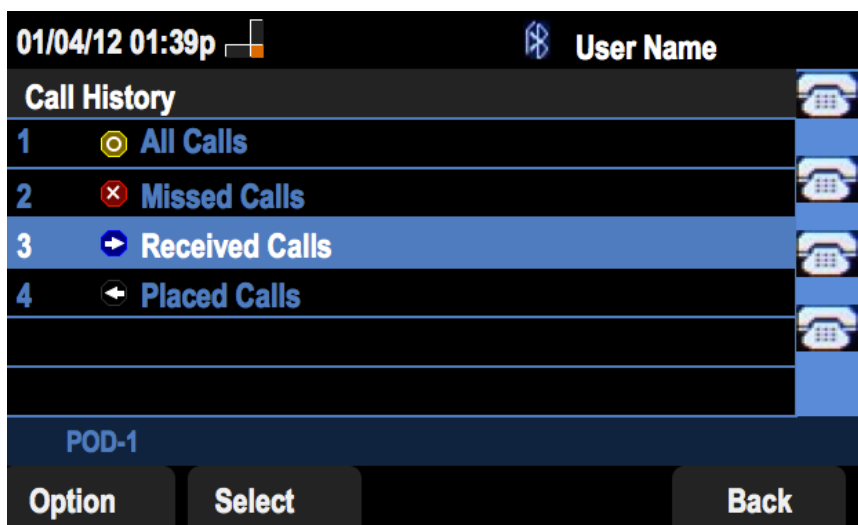 01/04/12 01:39p User Name
Call History
1 All Calls
2 Missed Calls
3 Received Calls
4 Placed Calls
POD-1
Option Select Back